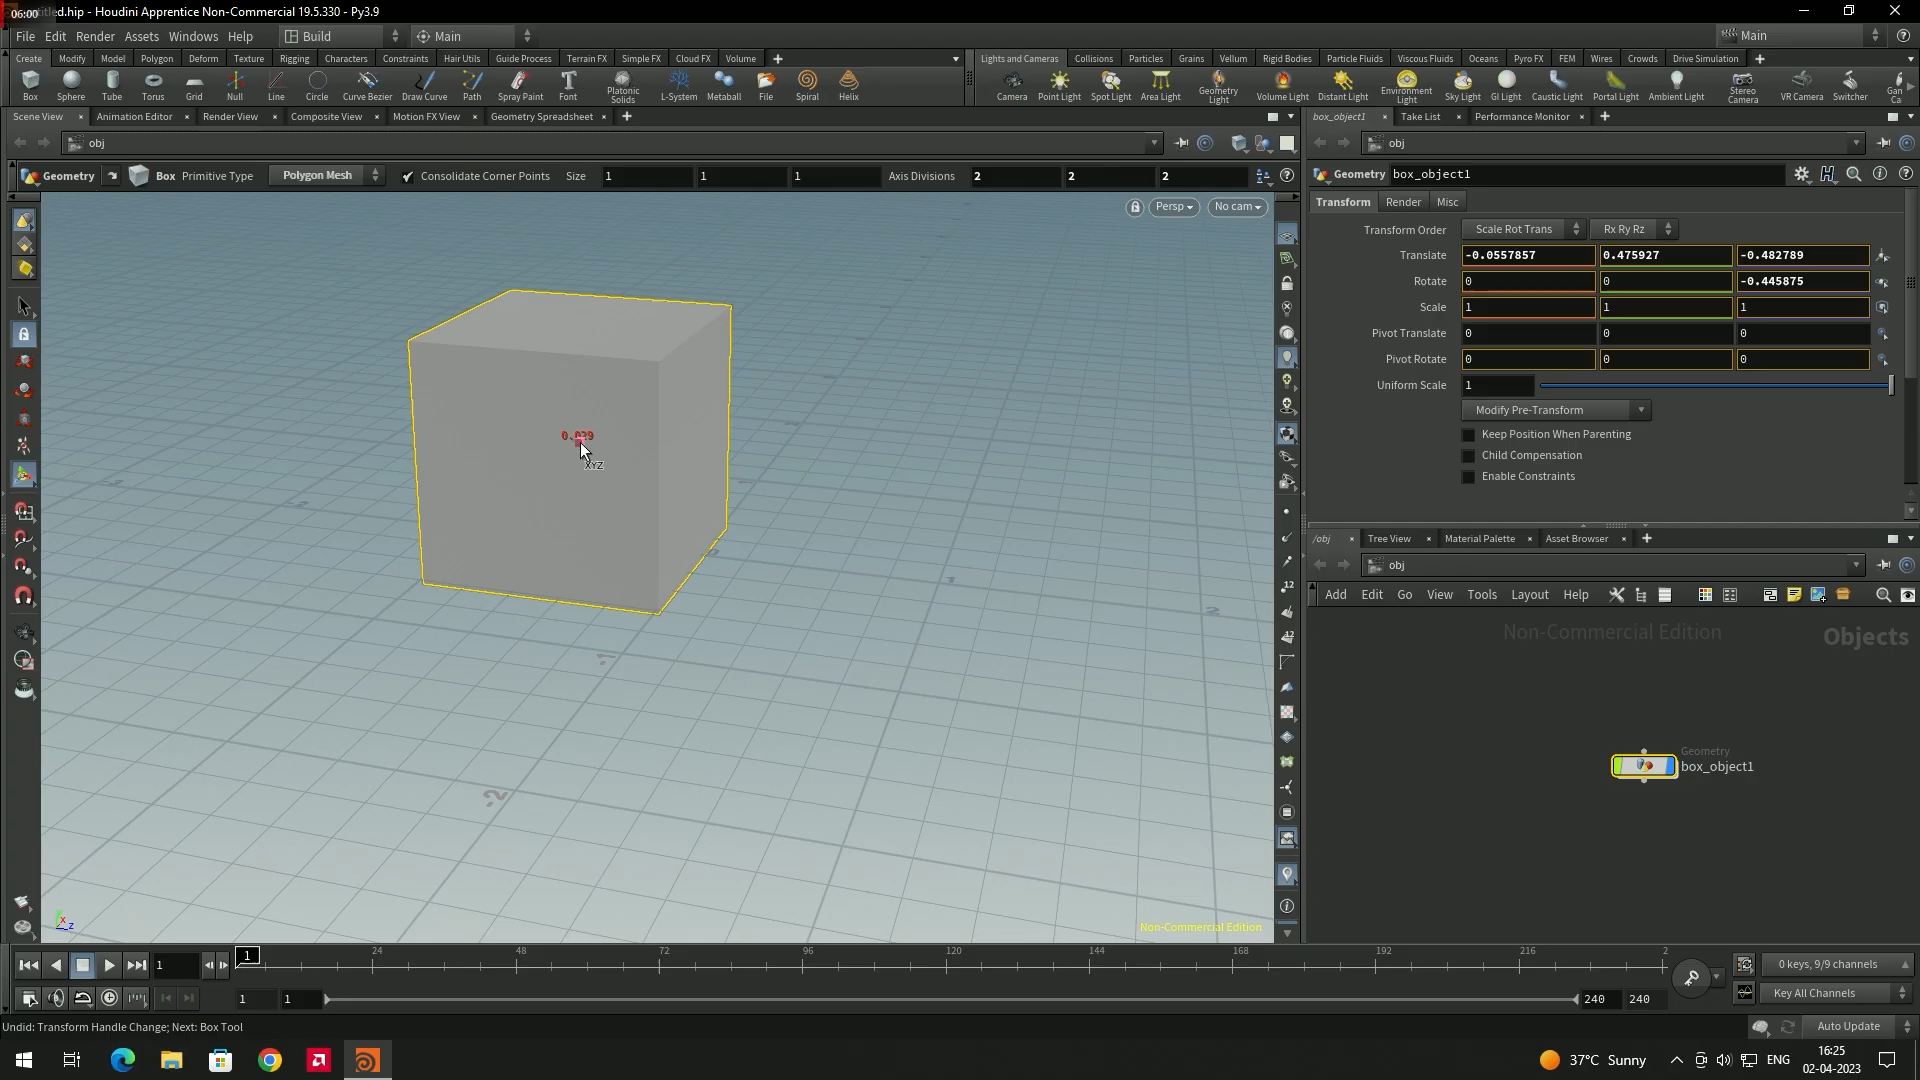 06:00
d.hip - Houdini Apprentice Non-Commercial 19.5.330 - Py3.9
File Edit Render Assets Windows Help Build Main Main
Create Modify Model Polygon Deform Texture Rigging Characters Constraints Hair Utils Guide Process Terrain FX Simple FX Cloud FX Volume
Lights and Cameras Collisions Particles Grains Vellum Rigid Bodies Particle Fluids Viscous Fluids Oceans Pyro FX FEM Wires Crowds Drive Simulation
Box Sphere Tube Torus Grid Null Line Circle Curve Bezier Draw Curve Path Spray Paint Font Platonic Solids L-System Metaball File Spiral Helix
Camera Point Light Spot Light Area Light Geometry Light Volume Light Distant Light Environment Light Sky Light GI Light Caustic Light Portal Light Ambient Light Stereo Camera VR Camera Switcher Gan Ca
Scene View Animation Editor Render View Composite View Motion FX View Geometry Spreadsheet
box_object1 Take List Performance Monitor
obj
obj
Geometry Box Primitive Type Polygon Mesh Consolidate Corner Points Size 1 1 1 Axis Divisions 2 2 2
Geometry box_object1
Persp No cam
Transform Render Misc
Transform Order Scale Rot Trans Rx Ry Rz
Translate -0.0557857 0.475927 -0.482789
Rotate 0 0 -0.445875
Scale 1 1 1
Pivot Translate 0 0 0
Pivot Rotate 0 0 0
Uniform Scale 1
Modify Pre-Transform
Keep Position When Parenting
Child Compensation
Enable Constraints
XYZ
/obj Tree View Material Palette Asset Browser
obj
Add Edit Go View Tools Layout Help
Non-Commercial Edition Objects
Geometry
box_object1
Non-Commercial Edition
1 1 24 48 72 96 120 144 168 192 216 2
0 keys, 9/9 channels
1 1 240 240
Key All Channels
Undid: Transform Handle Change; Next: Box Tool
Auto Update
37°C Sunny ENG 16:25
02-04-2023